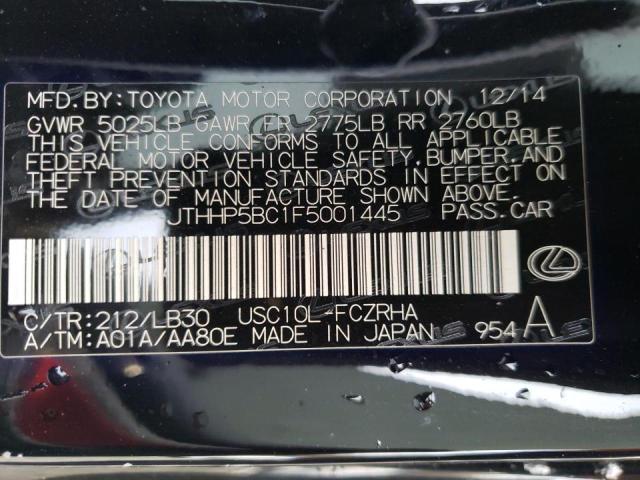 MFD.BY:TOYOTA MOTOR CORPORATION 12/14
GVWR 5025LB GAWR FR 2775LB RR 2760LB
THIS VEHICLE CONFORMS TO ALL APPLICABLE
FEDERAL MOTOR VEHICLE SAFETY,BUMPER,AND
THEFT PREVENTION STANDARDS IN EFFECT ON
THE DATE OF MANUFACTURE SHOWN ABOVE.
JTHHP5BC1F5001445 PASS.CAR
C/TR:212/LB30 USC10L-FCZRHA
A/TM:A01A/AA80E MADE IN JAPAN 954A